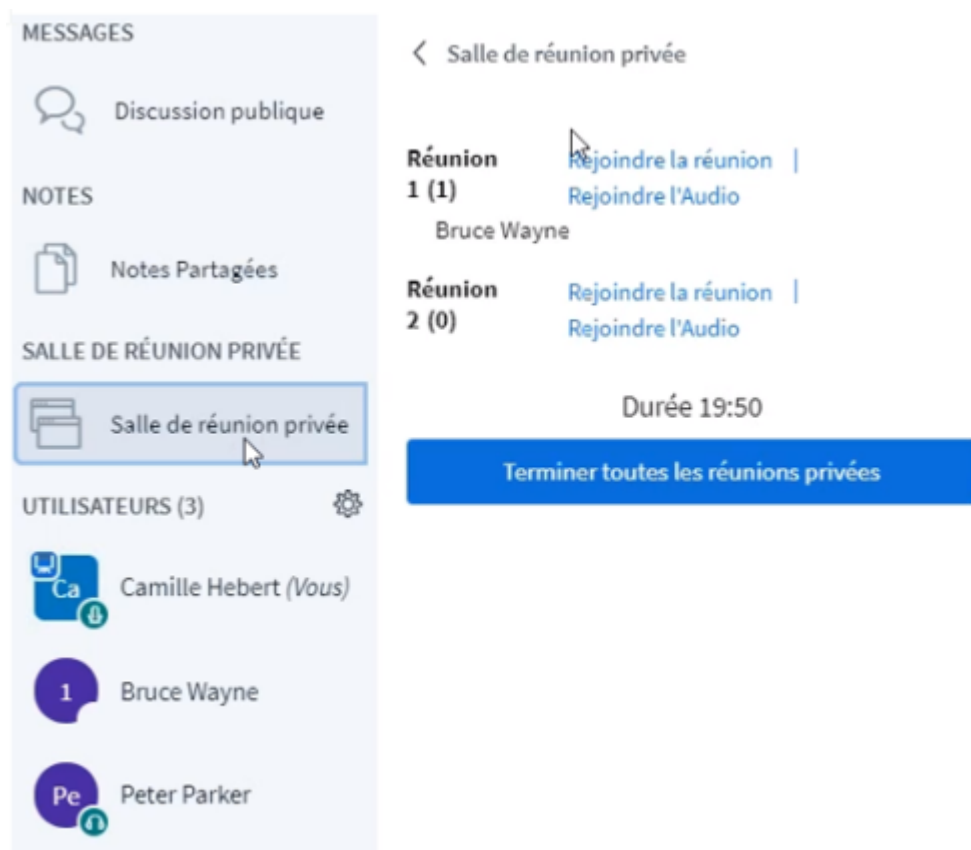 MESSAGES
Discussion publique
NOTES
Notes Partagées
SALLE DE RÉUNION PRIVÉE
Salle de réunion privée
UTILISATEURS (3)
Ca
Camille Hebert (Vous)
1
Bruce Wayne
Pe
Peter Parker
Salle de réunion privée
Réunion
1 (1)
Rejoindre la réunion |
Rejoindre l'Audio
Bruce Wayne
Réunion
2 (0)
Rejoindre la réunion |
Rejoindre l'Audio
Durée 19:50
Terminer toutes les réunions privées